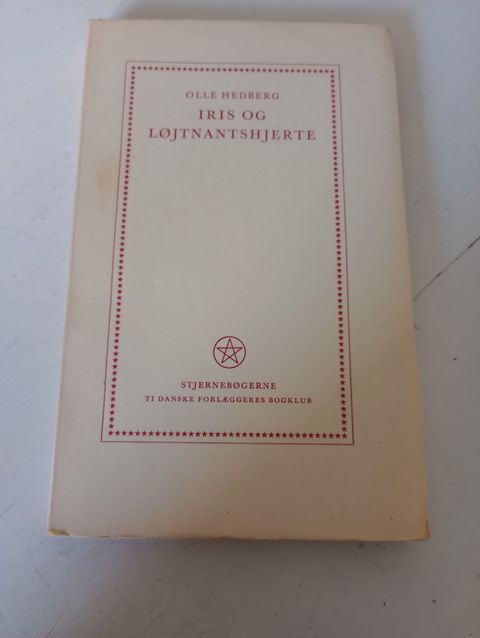 OLLE HEDBERG
IRIS OG
LØJTNANTSHJERTE
STJERNEBØGERNE
TI DANSKE FORLÆGGERES BOGKLUB